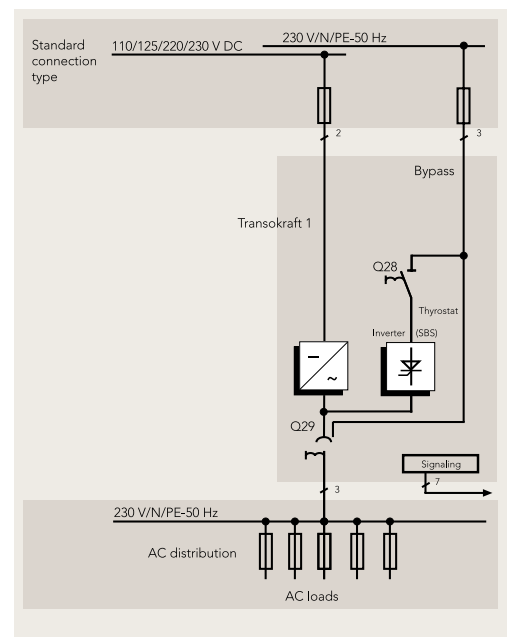 Standard
connection
type
110/125/220/230 V DC
230 V/N/PE-50 Hz
2
3
Bypass
Transokraft 1
Q28
Thyrostat
Inverter
(SBS)
Q29
Signaling
7
3
230 V/N/PE-50 Hz
AC distribution
AC loads